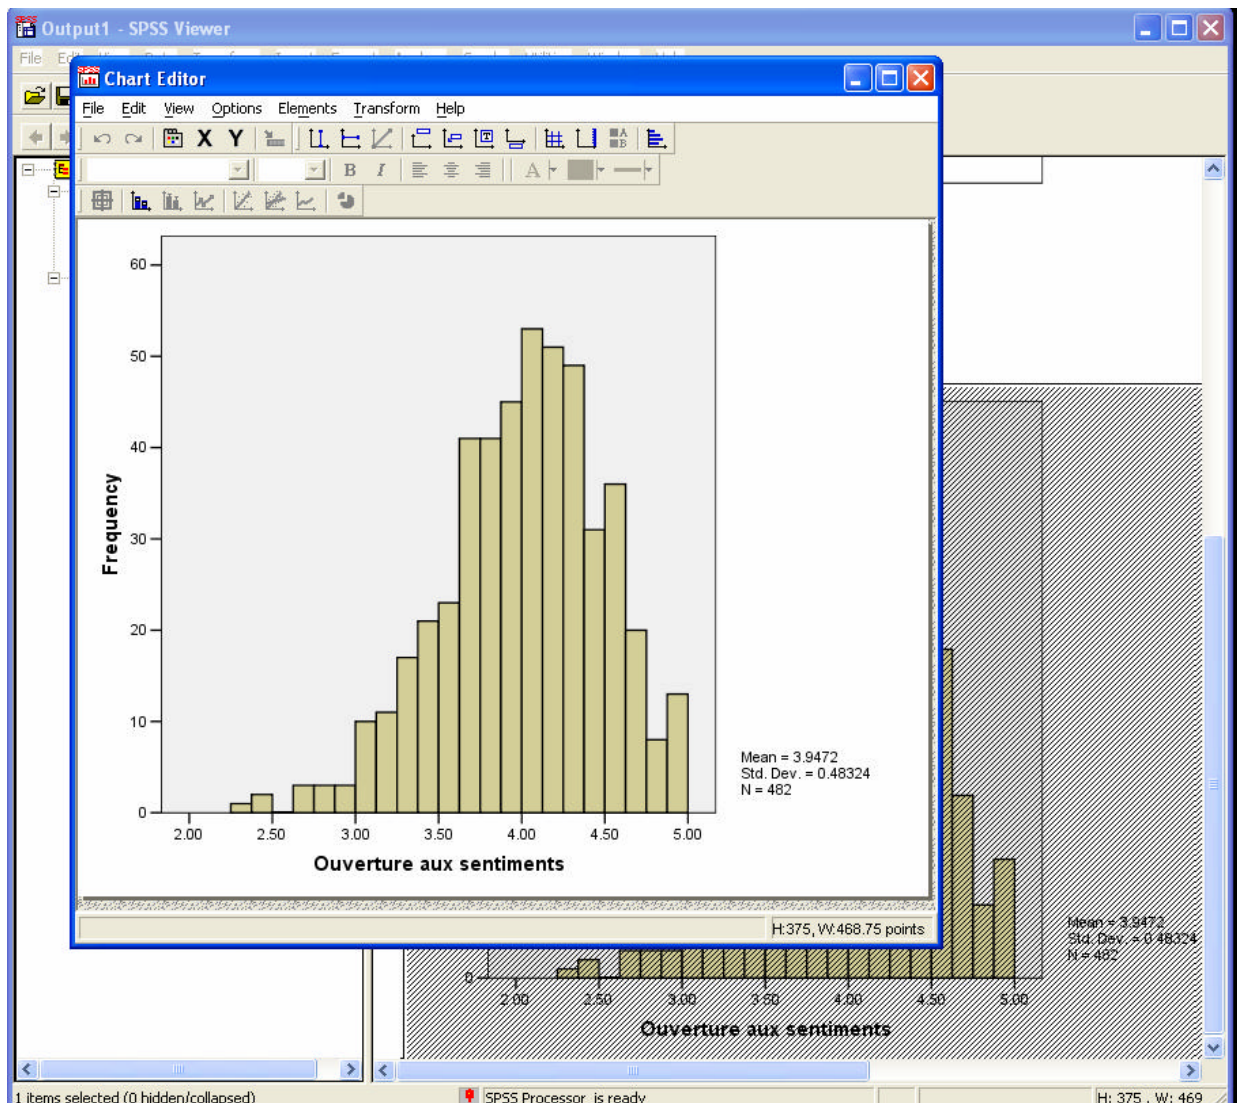 Output1 - SPSS Viewer
File
Chart Editor
File Edit View Options Elements Transform Help
X Y
B I A
60
50
40
30
20
10
0
Frequency
2.00 2.50 3.00 3.50 4.00 4.50 5.00
Ouverture aux sentiments
Mean = 3.9472
Std. Dev. = 0.48324
N = 482
H:375, W:468.75 points
Mean = 3.9472
Std. Dev. = 0.48324
N = 482
0
2.00 2.50 3.00 3.50 4.00 4.50 5.00
Ouverture aux sentiments
1 items selected (0 hidden/collapsed) SPSS Processor is ready H: 375 , W: 469